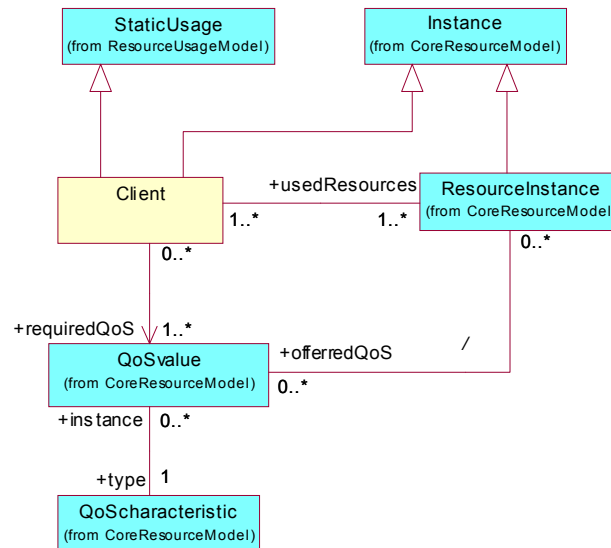 StaticUsage
(from ResourceUsageModel)
Instance
(from CoreResourceModel)
Client
+usedResources
1..*
1..*
ResourceInstance
(from CoreResourceModel
0..*
0..*
+requiredQoS
1..*
QoSvalue
(from CoreResourceModel)
+offerredQoS
/
0..*
+instance
0..*
+type
1
QoScharacteristic
(from CoreResourceModel)